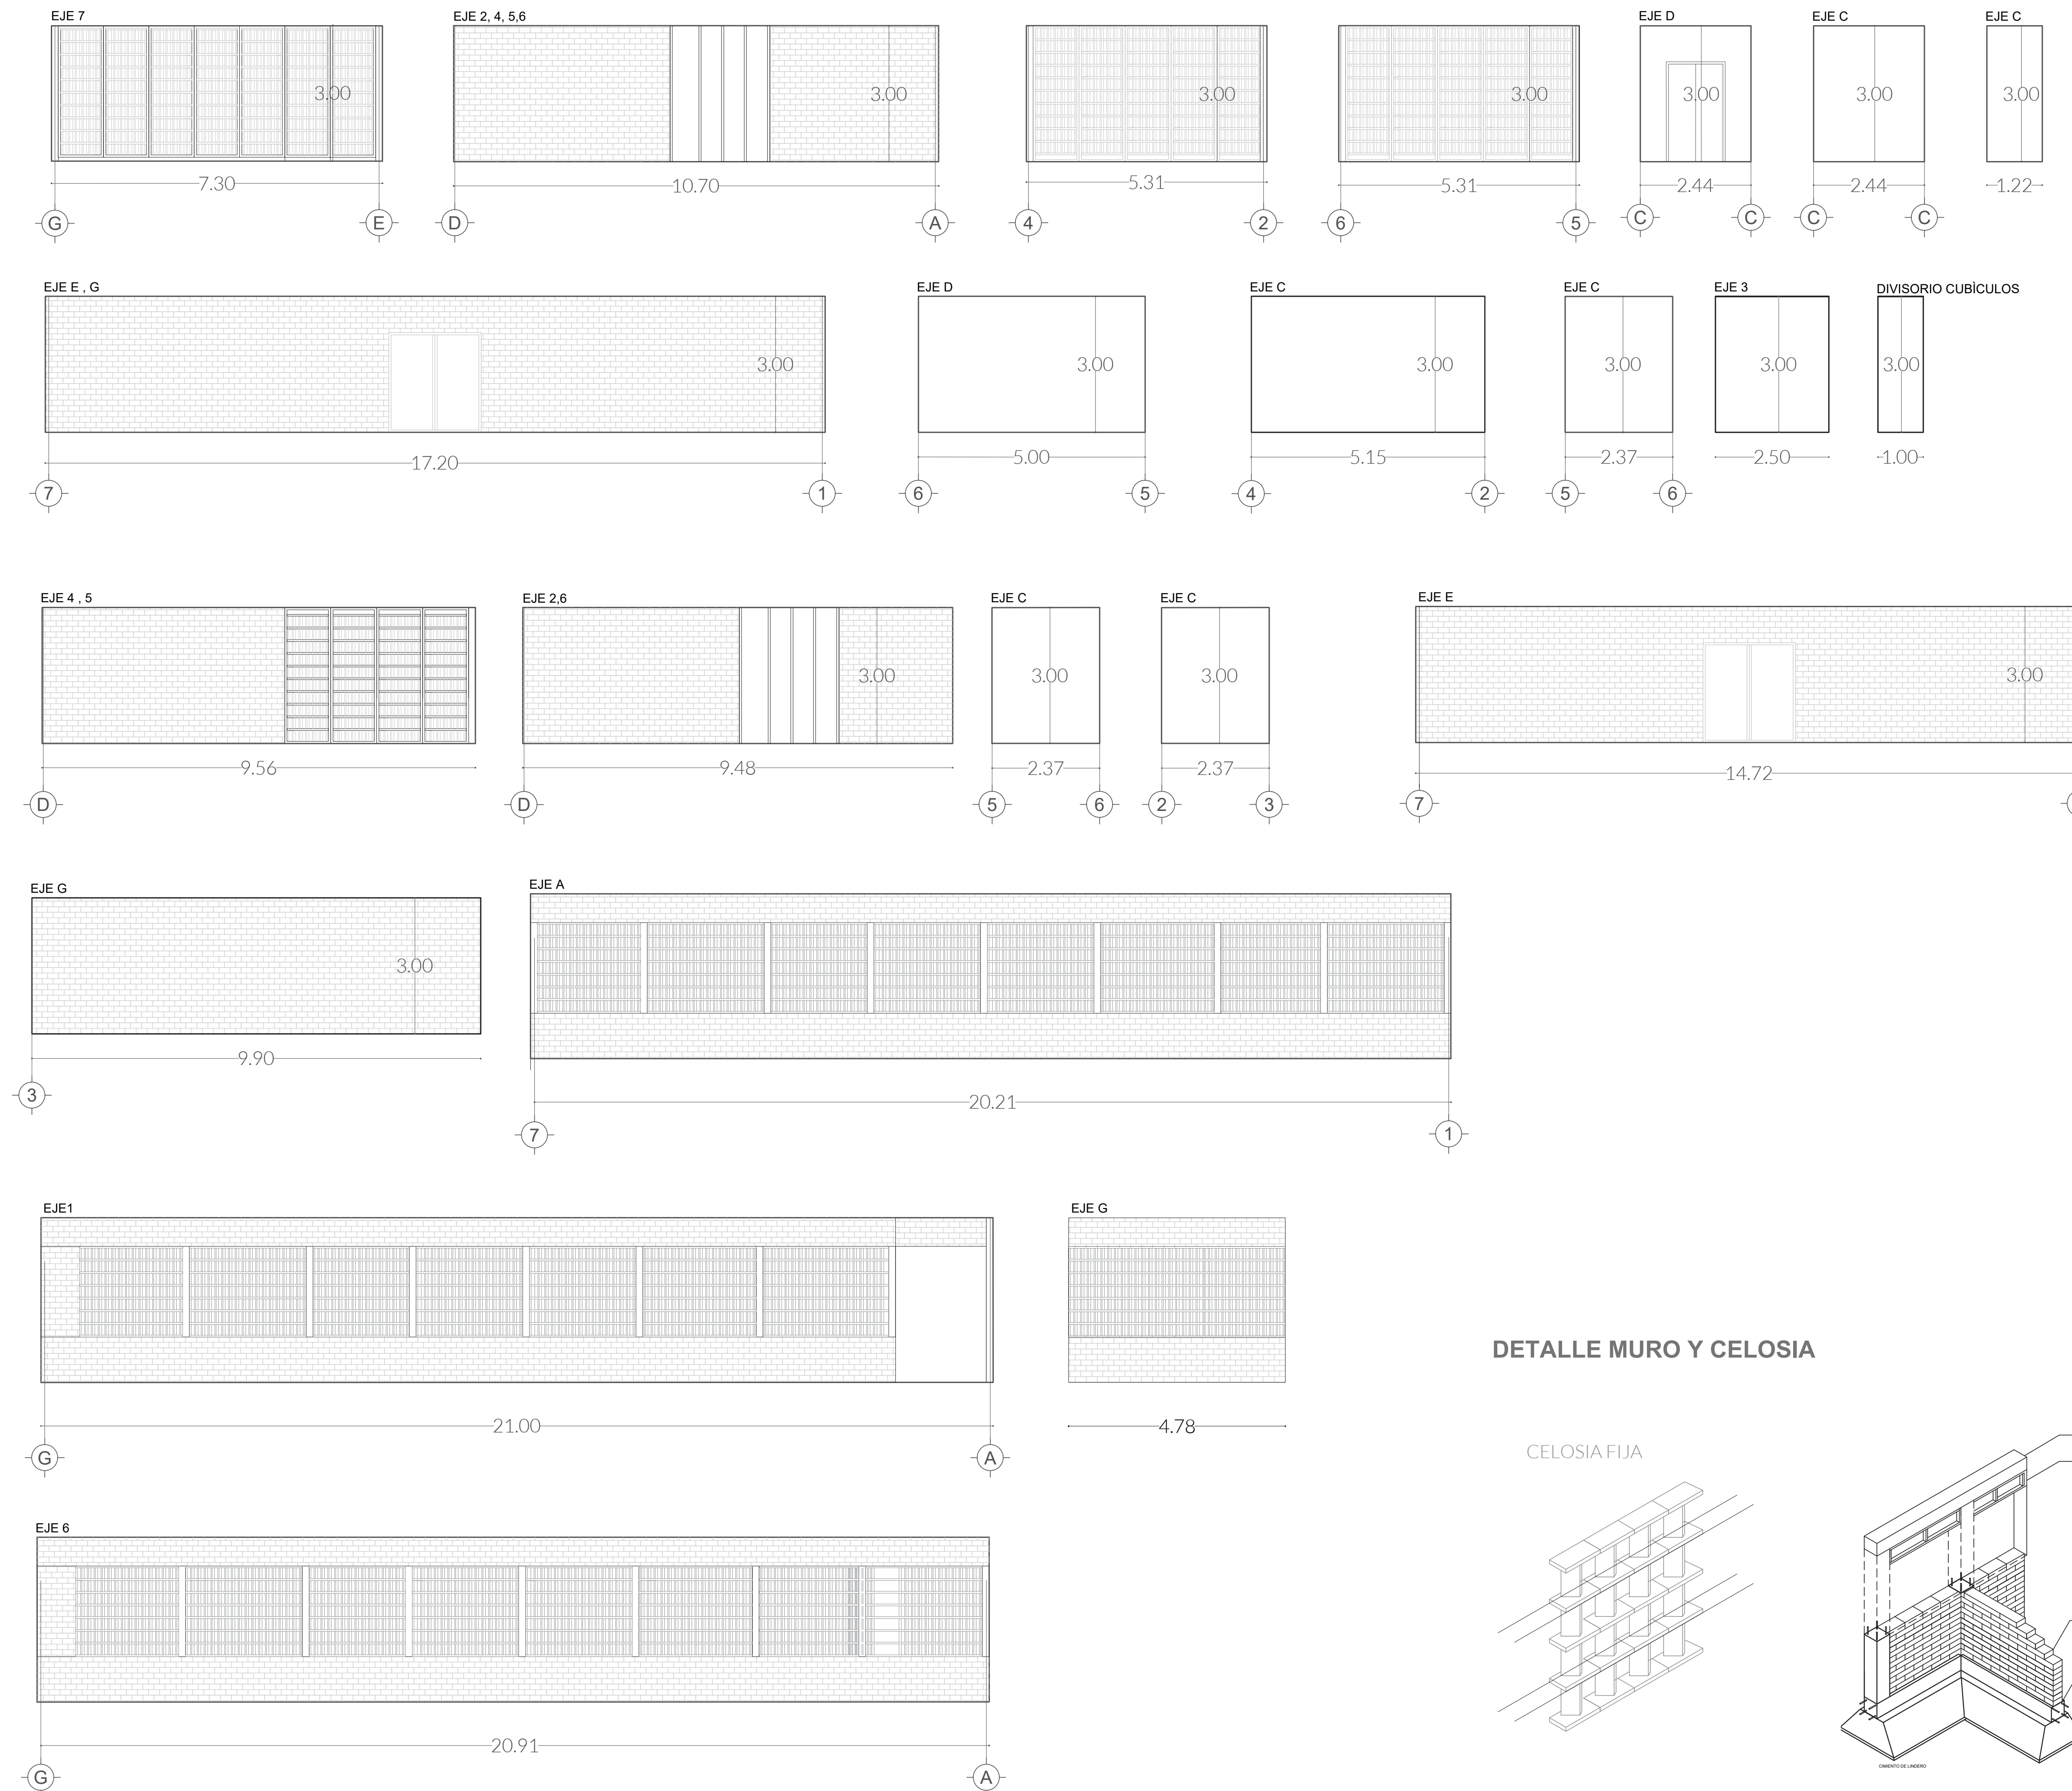 EJE 7
EJE 2, 4, 5,6
EJE D
EJE C
EJE C
3.00
3.00
3.00
3.00
3.00
3.00
3.00
7.30
10.70
5.31
5.31
2.44
2.44
1.22
G
E
D
A
4
2
6
5
C
C
C
C
EJE E , G
EJE D
EJE C
EJE C
EJE 3
DIVISORIO CUBÍCULOS
3.00
3.00
3.00
3.00
3.00
3.00
17.20
5.00
5.15
2.37
2.50
1.00
7
1
6
5
4
2
5
6
EJE 4 , 5
EJE 2,6
EJE C
EJE C
EJE E
3.00
3.00
3.00
3.00
9.56
9.48
2.37
2.37
14.72
D
D
5
6
2
3
7
EJE G
EJE A
3.00
9.90
20.21
3
7
1
EJE1
EJE G
21.00
4.78
G
A
DETALLE MURO Y CELOSIA
CELOSIA FIJA
EJE 6
20.91
G
A
CIMIENTO DE LINDERO